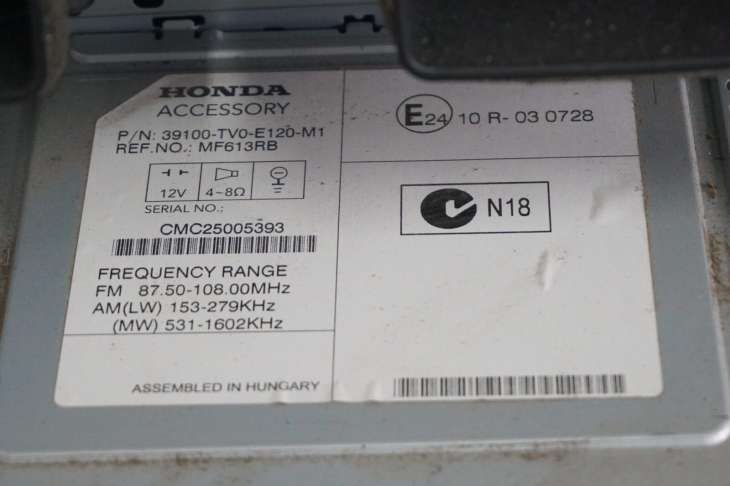 HONDA
ACCESSORY
P/N: 39100-TV0-E120-M1
REF.NO.: MF613RB
12V 4-8Ω
SERIAL NO.:
CMC25005393
FREQUENCY RANGE
FM 87.50-108.00MHz
AM(LW) 153-279KHz
(MW) 531-1602KHz
ASSEMBLED IN HUNGARY
E24 10 R- 03 0728
N18